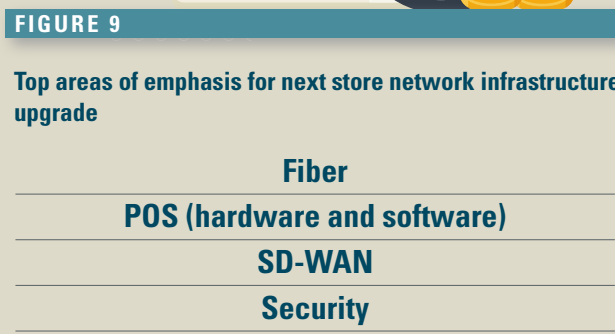 FIGURE 9
Top areas of emphasis for next store network infrastructure
upgrade
Fiber
POS (hardware and software)
SD-WAN
Security